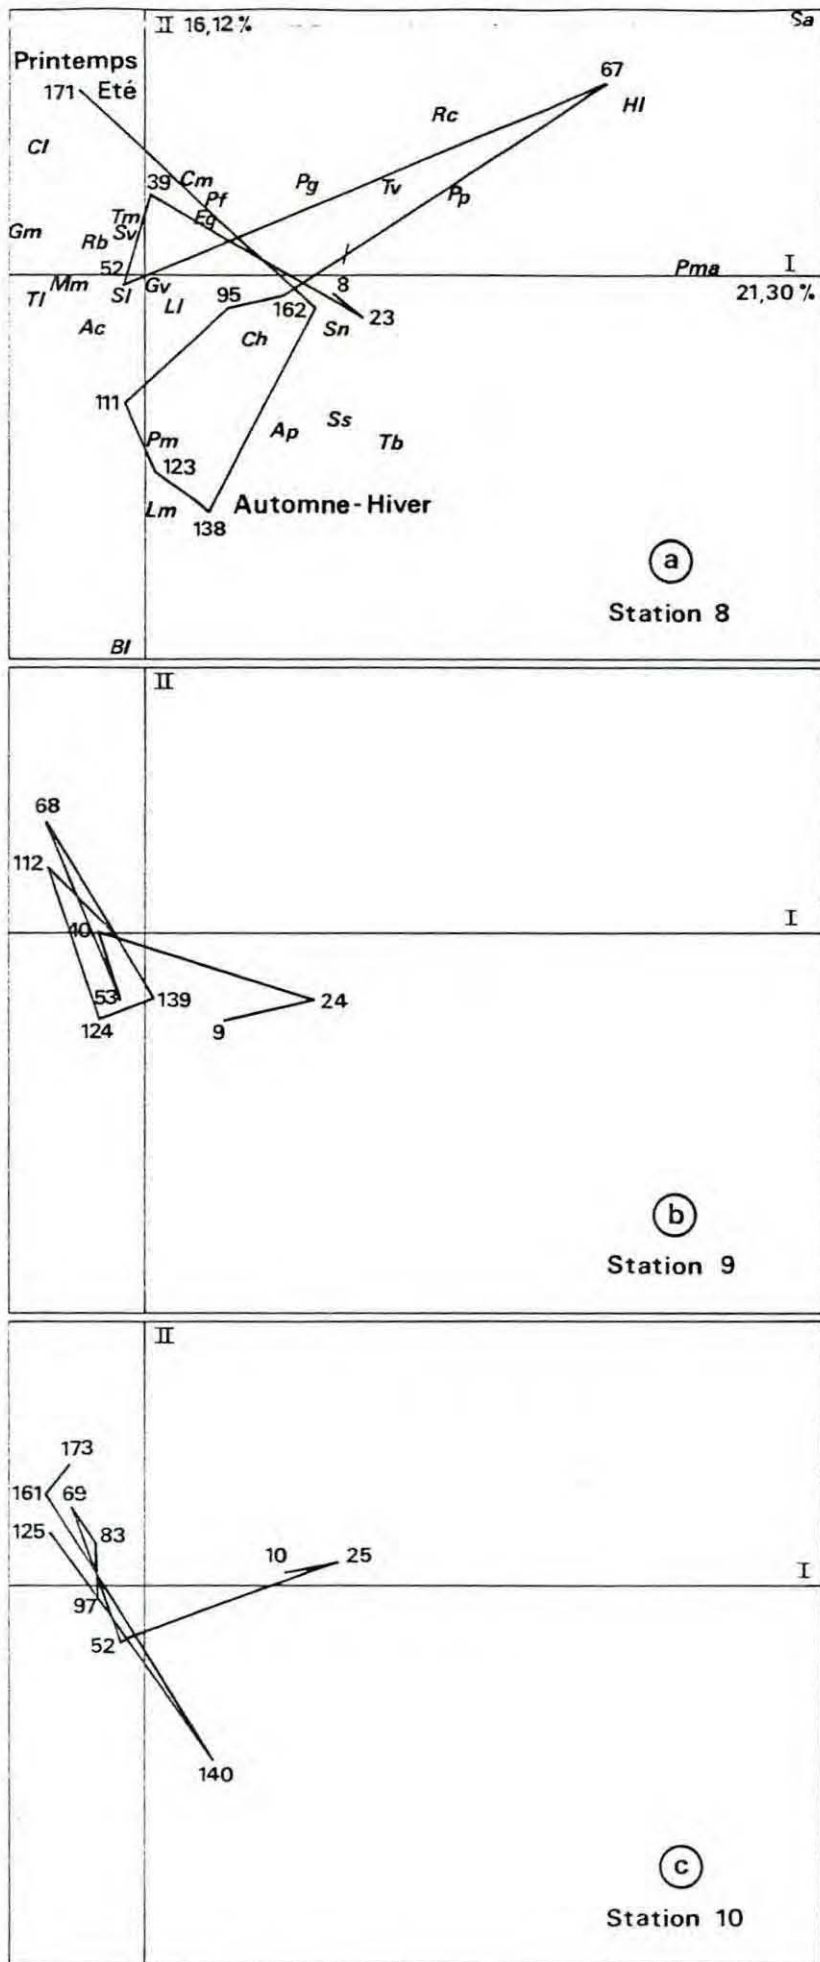 II 16,12 %
Sa
Printemps
171 Eté
67
Hl
Rc
Cl
39 Cm
Pf
Pg
Tv
Pp
Eg
Tm
Gm
Rb Sv
52
Mm
Tl
Sl
Gv
Ll
8
Pma
I
21,30 %
95
162
Sn
23
Ac
Ch
111
Ap
Ss
Tb
Pm
123
Lm
138
Automne-Hiver
a
Station 8
Bl
II
68
112
40
I
53
124
139
24
9
b
Station 9
II
173
161
69
125
83
10
25
I
97
52
140
c
Station 10